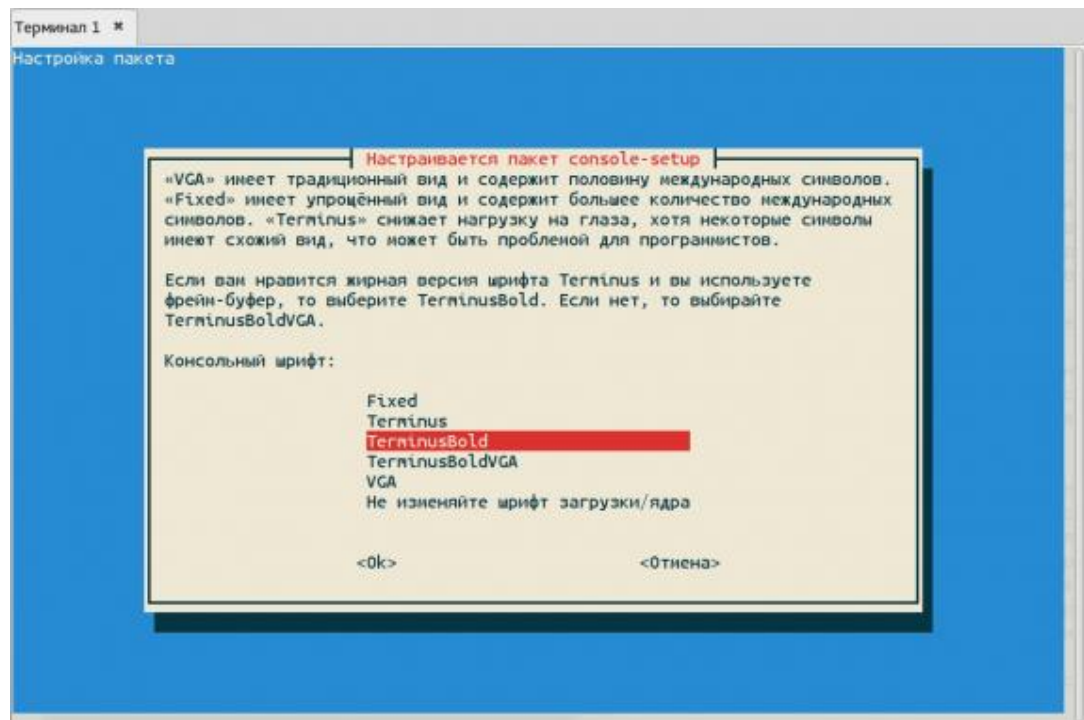 Терминал 1 ✖
Настройка пакета
Настраивается пакет console-setup
«VGA» имеет традиционный вид и содержит половину международных символов.
«Fixed» имеет упрощённый вид и содержит большее количество международных
символов. «Terminus» снижает нагрузку на глаза, хотя некоторые символы
имеют схожий вид, что может быть проблемой для программистов.
Если вам нравится жирная версия шрифта Terminus и вы используете
фрейм-буфер, то выберите TerminusBold. Если нет, то выбирайте
TerminusBoldVGA.
Консольный шрифт:
Fixed
Terminus
TerminusBold
TerminusBoldVGA
VGA
Не изменяйте шрифт загрузки/ядра
<Ok> <Отмена>